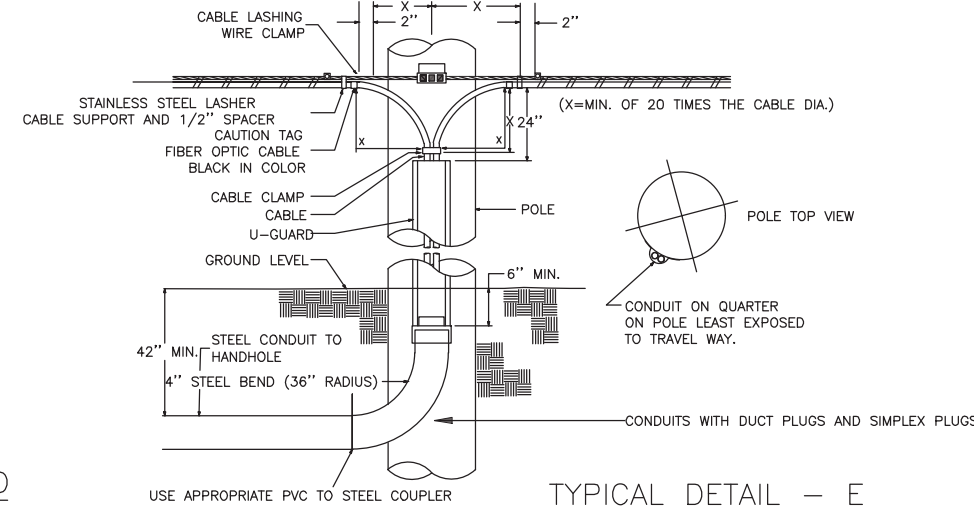 CABLE LASHING
WIRE CLAMP
X
X
2"
2"
STAINLESS STEEL LASHER
CABLE SUPPORT AND 1/2" SPACER
CAUTION TAG
FIBER OPTIC CABLE
BLACK IN COLOR
(X=MIN. OF 20 TIMES THE CABLE DIA.)
X
24"
x
x
CABLE CLAMP
CABLE
U-GUARD
POLE
POLE TOP VIEW
GROUND LEVEL
6" MIN.
CONDUIT ON QUARTER
ON POLE LEAST EXPOSED
TO TRAVEL WAY.
42" MIN.
STEEL CONDUIT TO
HANDHOLE
4" STEEL BEND (36" RADIUS)
CONDUITS WITH DUCT PLUGS AND SIMPLEX PLUGS
USE APPROPRIATE PVC TO STEEL COUPLER
TYPICAL DETAIL – E